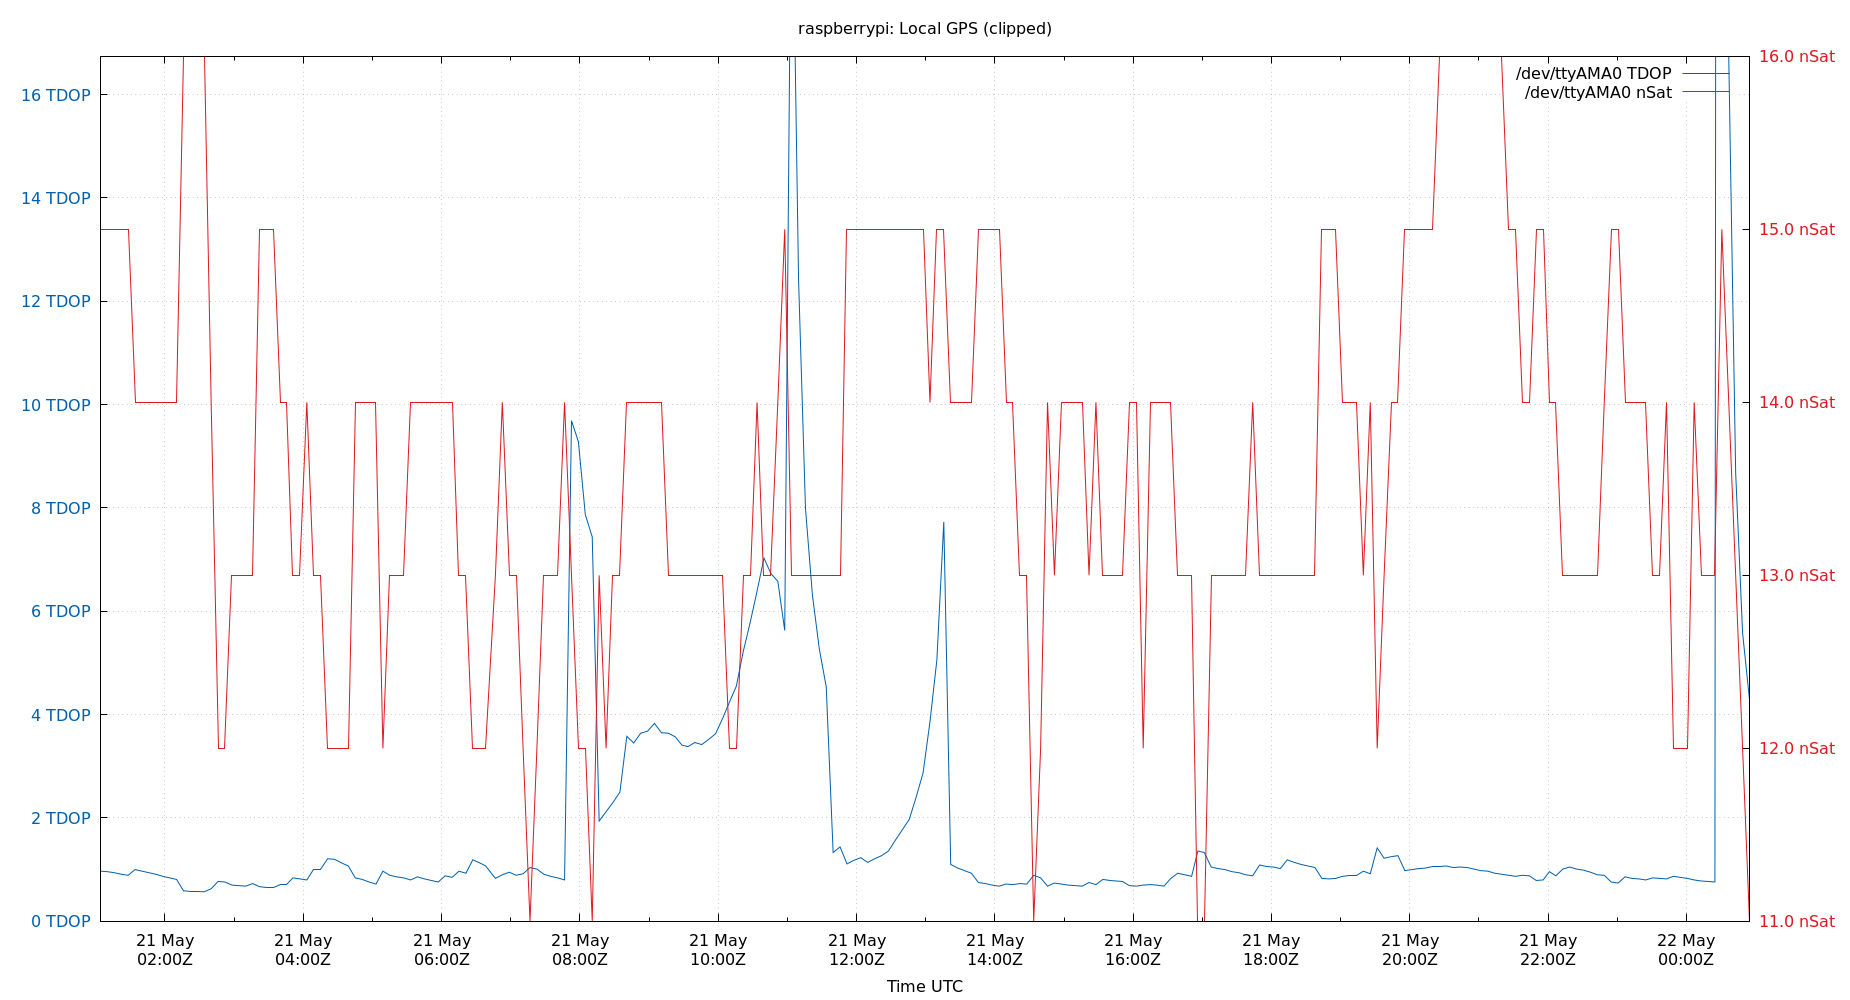 raspberrypi: Local GPS (clipped)
16.0 nSat
/dev/ttyAMA0 TDOP
/dev/ttyAMA0 nSat
16 TDOP
14 TDOP
15.0 nSat
12 TDOP
10 TDOP
14.0 nSat
8 TDOP
13.0 nSat
6 TDOP
4 TDOP
12.0 nSat
2 TDOP
0 TDOP
11.0 nSat
21 May 21 May 21 May 21 May 21 May 21 May 21 May 21 May 21 May 21 May 21 May 22 May
02:00Z 04:00Z 06:00Z 08:00Z 10:00Z 12:00Z 14:00Z 16:00Z 18:00Z 20:00Z 22:00Z 00:00Z
Time UTC